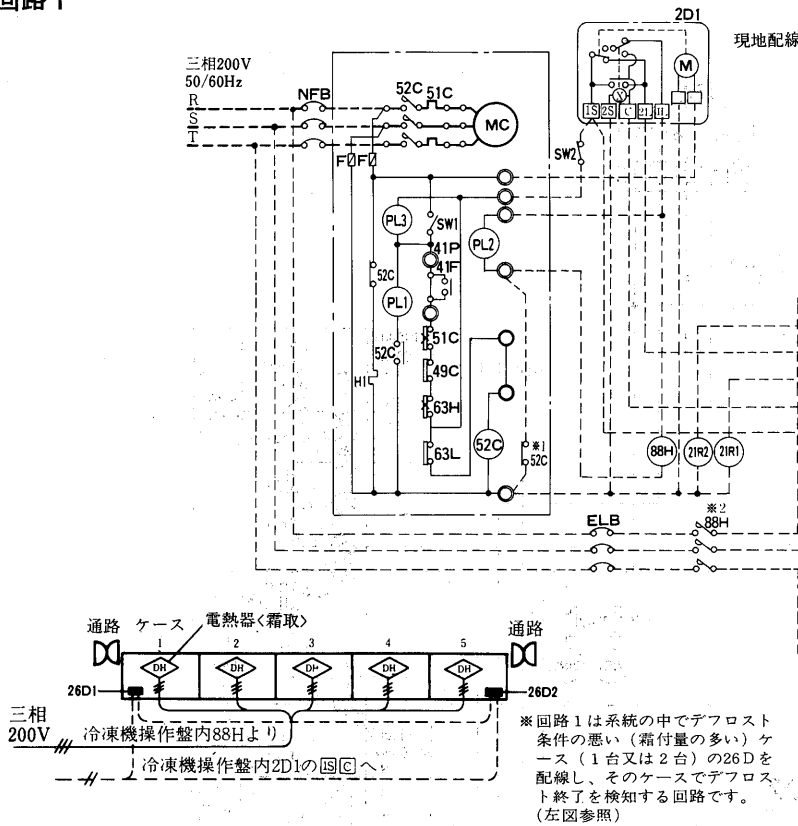 回路1
2D1
現地配線
三相200V
50/60Hz
R
S
T
NFB
52C
51C
MC
M
X
1S
2S
C
2L
1L
SW2
F
F
PL3
SW1
PL2
41P
41F
52C
PL1
51C
52C
49C
H1
63H
63L
52C
※1
52C
88H
21R2
21R1
※2
88H
ELB
通路
ケース
電熱器<霜取>
通路
1
2
3
4
5
DH
DH
DH
DH
DH
26D1
26D2
三相
200V
冷凍機操作盤内88Hより
冷凍機操作盤内2D1の1S Cへ
※回路1は系統の中でデフロスト
条件の悪い（霜付量の多い）ケ
ース（1台又は2台）の26Dを
配線し、そのケースでデフロス
ト終了を検知する回路です。
(左図参照)